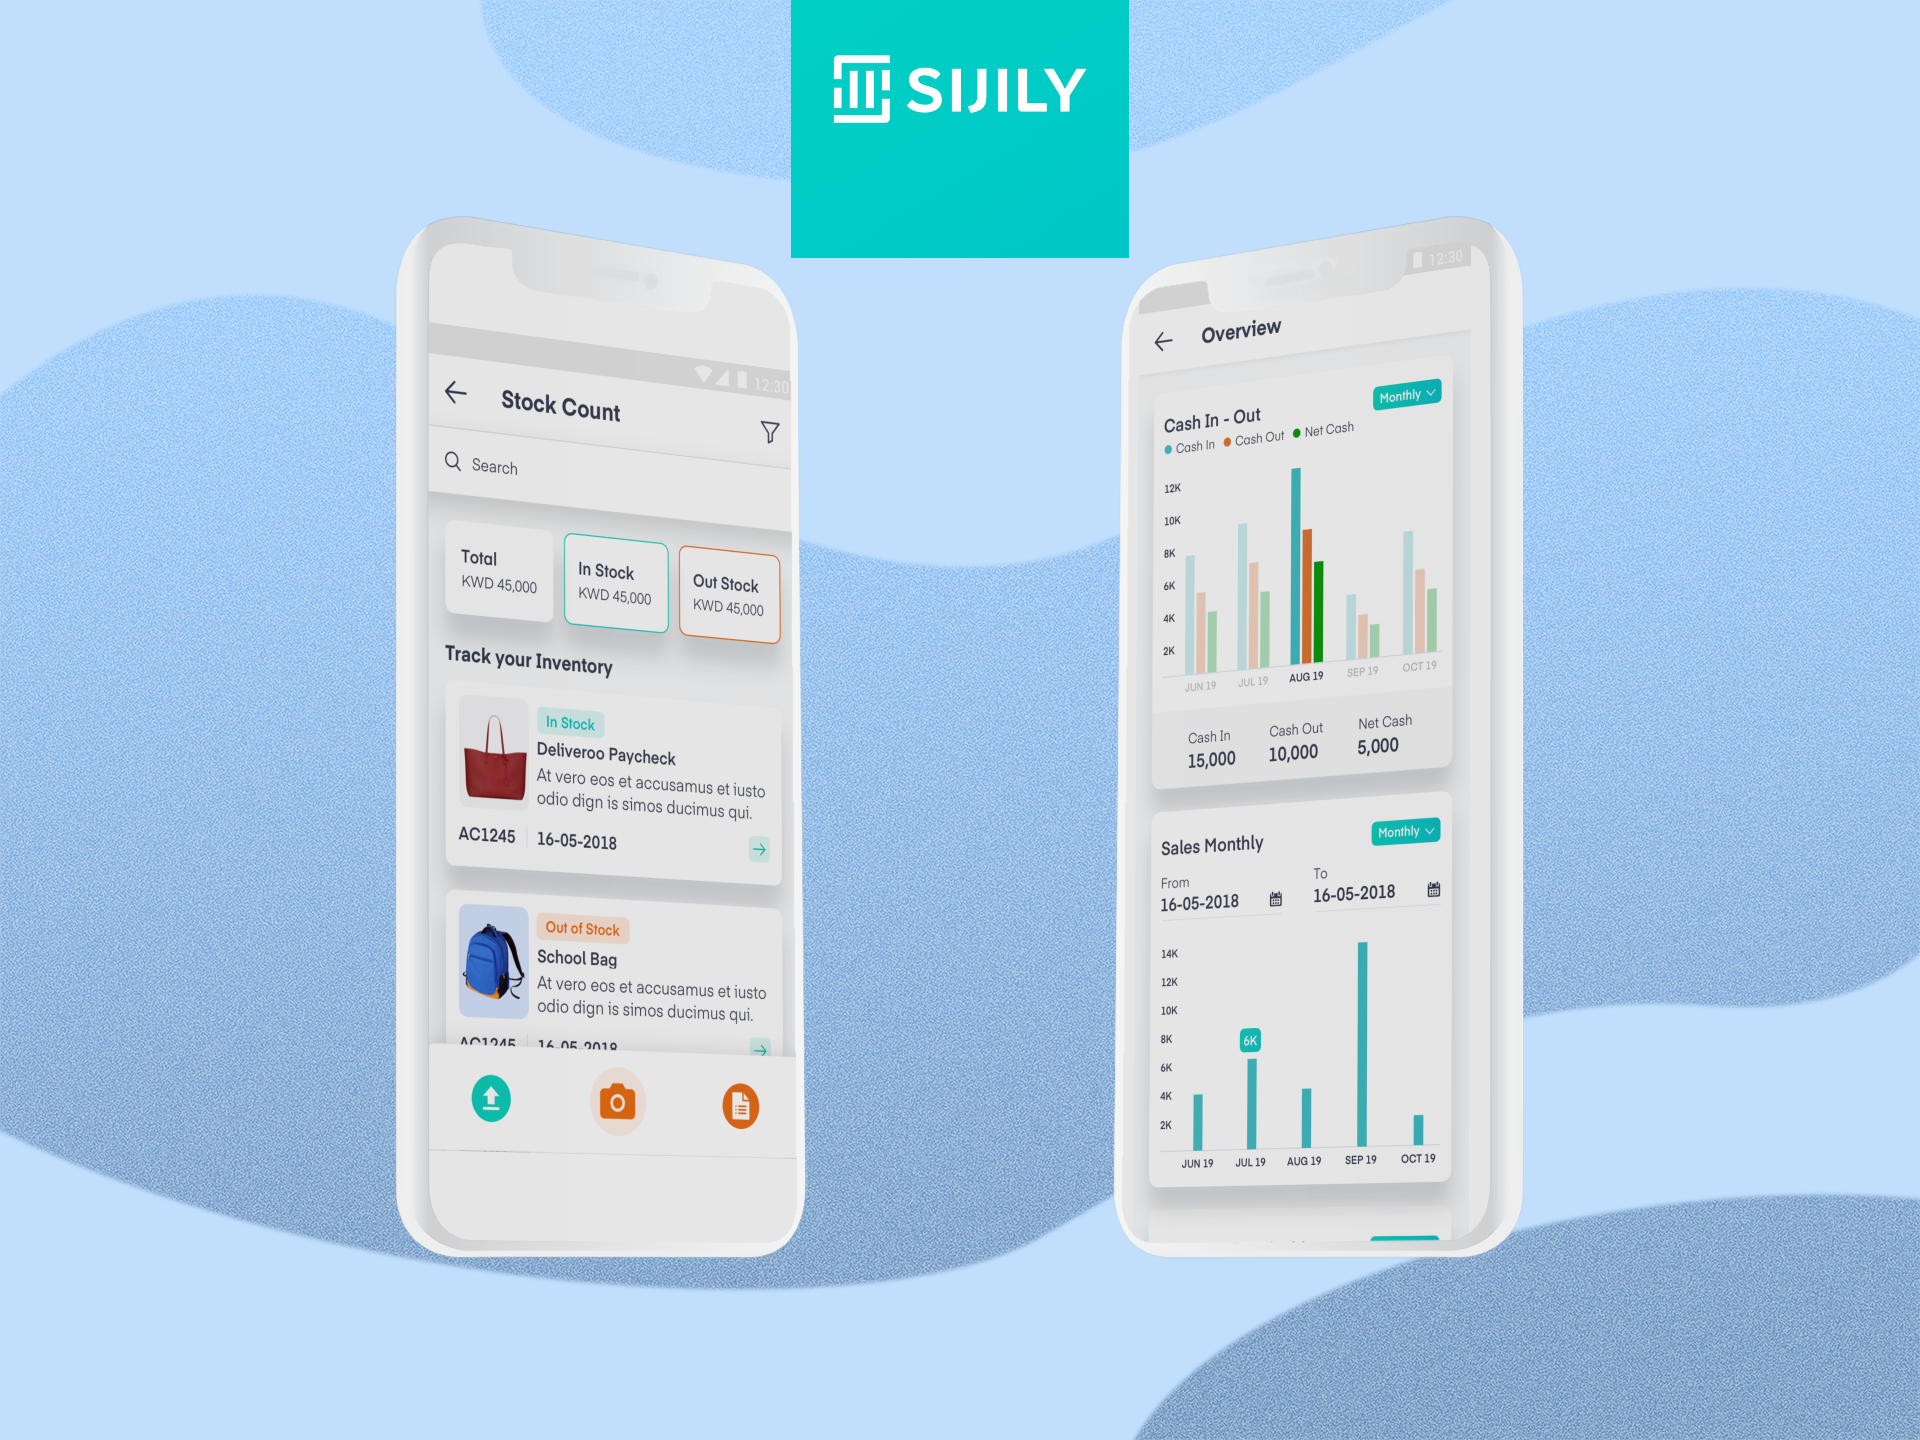 SIJILY
12:30
Stock Count
Search
Total
KWD 45,000
In Stock
KWD 45,000
Out Stock
KWD 45,000
Track your Inventory
In Stock
Deliveroo Paycheck
At vero eos et accusamus et iusto
odio dign is simos ducimus qui.
AC1245 16-05-2018
Out of Stock
School Bag
At vero eos et accusamus et iusto
odio dign is simos ducimus qui.
AC1245 16-05-2018
12:30
Overview
Monthly
Cash In - Out
Cash In Cash Out Net Cash
12K
10K
8K
6K
4K
2K
JUN 19 JUL 19 AUG 19 SEP 19 OCT 19
Cash In Cash Out Net Cash
15,000 10,000 5,000
Sales Monthly
Monthly
From To
16-05-2018 16-05-2018
14K
12K
10K
8K
6K
6K
4K
2K
JUN 19 JUL 19 AUG 19 SEP 19 OCT 19